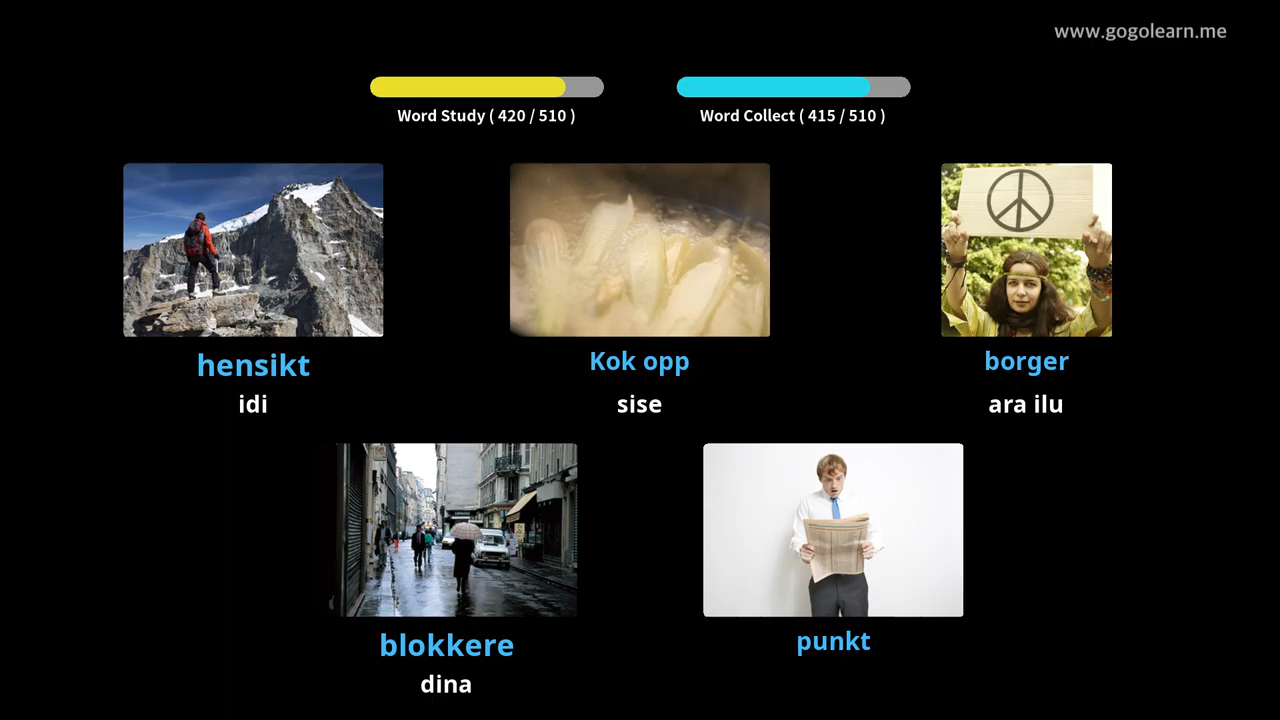 www.gogolearn.me
Word Study ( 420 / 510 )
Word Collect ( 415 / 510 )
hensikt
idi
Kok opp
sise
borger
ara ilu
blokkere
dina
punkt